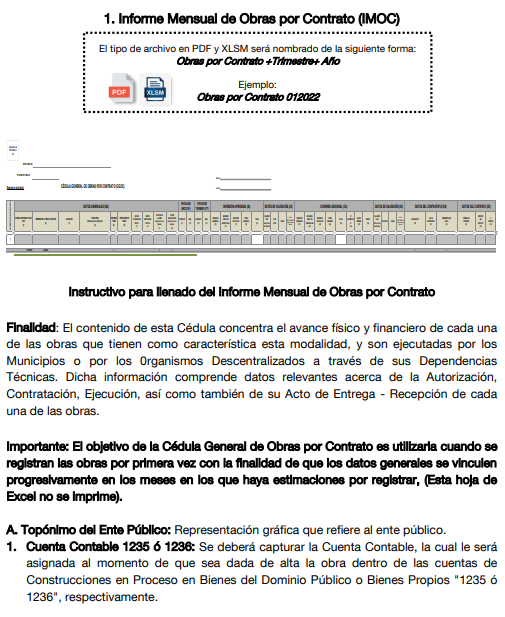 1. Informe Mensual de Obras por Contrato (IMOC)
El tipo de archivo en PDF y XLSM será nombrado de la siguiente forma:
Obras por Contrato +Trimestre+ Año
Ejemplo:
Obras por Contrato 012022
PDF
XLSM
CÉDULA GENERAL DE OBRAS POR CONTRATO
Instructivo para llenado del Informe Mensual de Obras por Contrato
Finalidad: El contenido de esta Cédula concentra el avance físico y financiero de cada una
de las obras que tienen como característica esta modalidad, y son ejecutadas por los
Municipios o por los 0rganismos Descentralizados a través de sus Dependencias
Técnicas. Dicha información comprende datos relevantes acerca de la Autorización,
Contratación, Ejecución, así como también de su Acto de Entrega - Recepción de cada
una de las obras.
Importante: El objetivo de la Cédula General de Obras por Contrato es utilizarla cuando se
registran las obras por primera vez con la finalidad de que los datos generales se vinculen
progresivamente en los meses en los que haya estimaciones por registrar, (Esta hoja de
Excel no se imprime).
A. Topónimo del Ente Público: Representación gráfica que refiere al ente público.
1. Cuenta Contable 1235 ó 1236: Se deberá capturar la Cuenta Contable, la cual le será
asignada al momento de que sea dada de alta la obra dentro de las cuentas de
Construcciones en Proceso en Bienes del Dominio Público o Bienes Propios "1235 ó
1236", respectivamente.